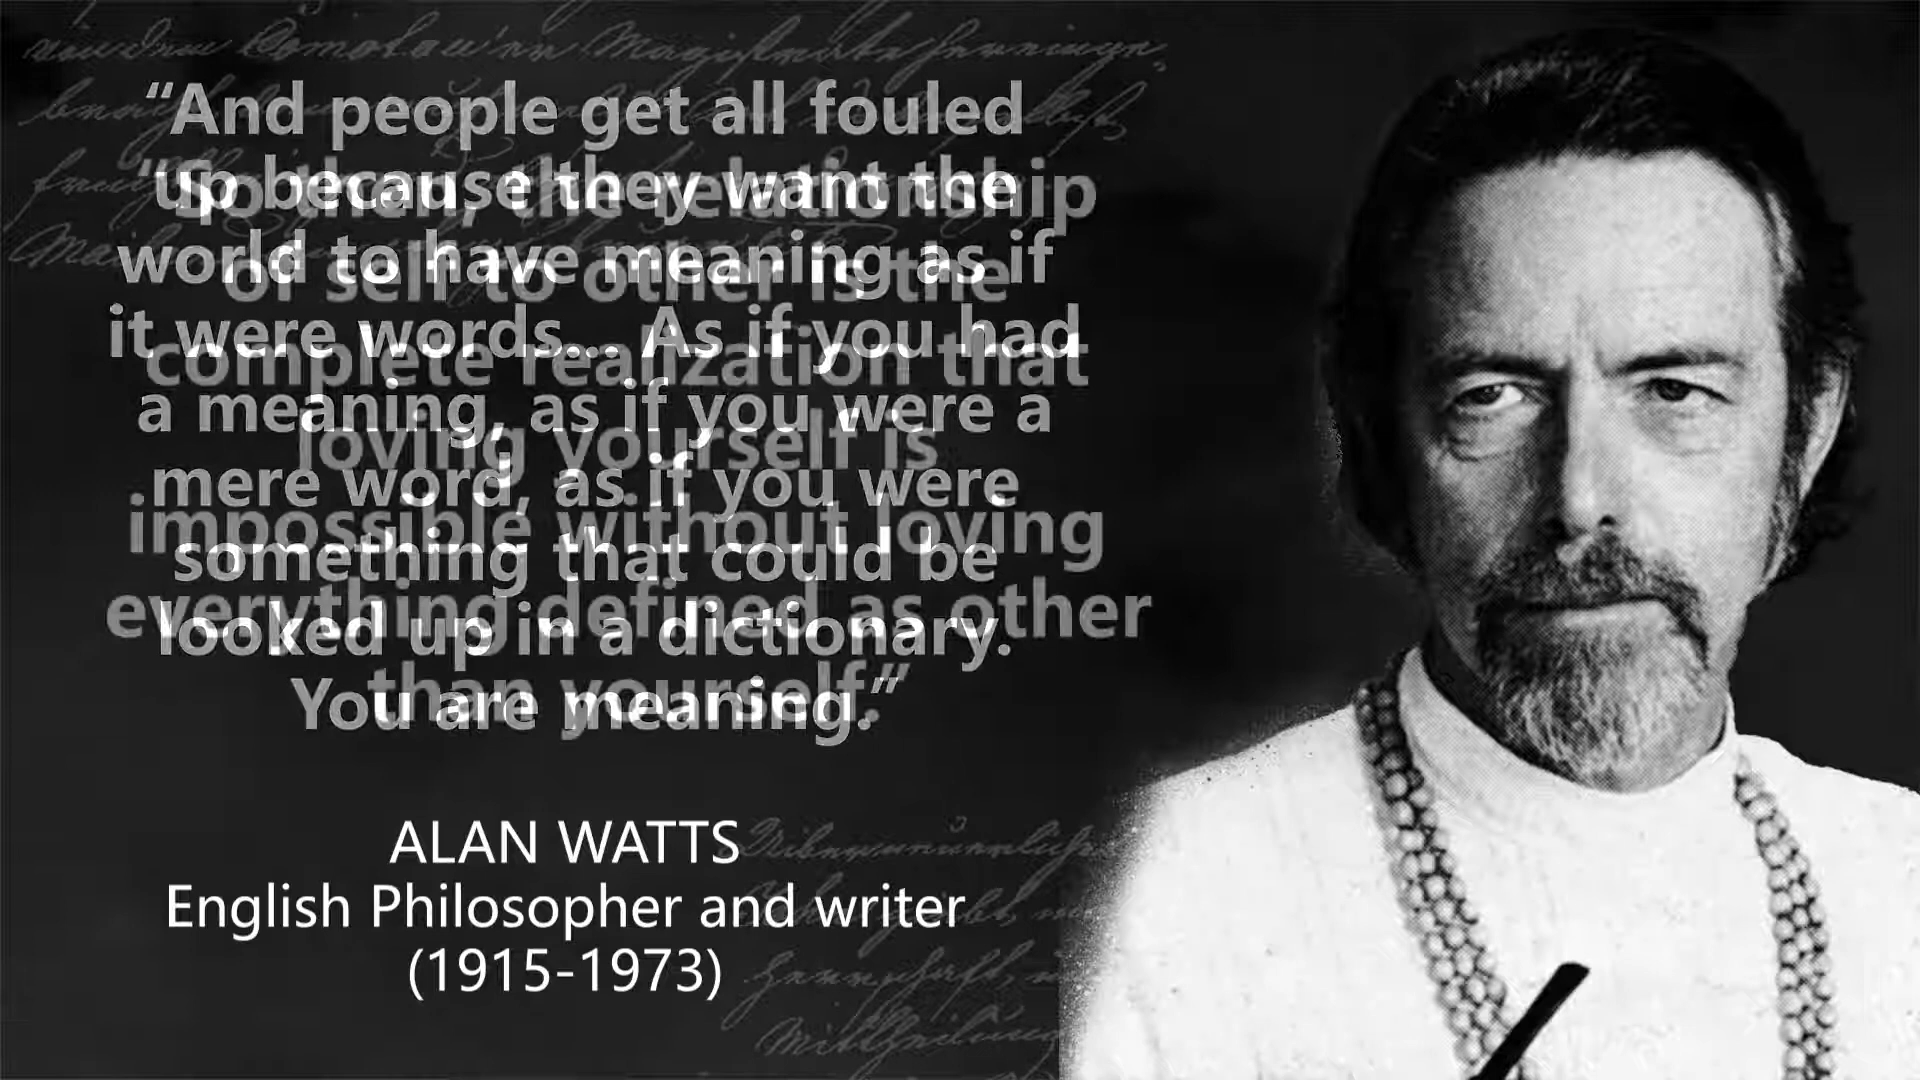 “And people get all fouled
up because they want the
world to have meaning as if
it were words... As if you had
a meaning, as if you were a
mere word, as if you were
something that could be
looked up in a dictionary.
You are meaning.”
“So then, the relationship
of self to other is the
complete realization that
loving yourself is
impossible without loving
everything defined as other
than yourself.”
ALAN WATTS
English Philosopher and writer
(1915-1973)